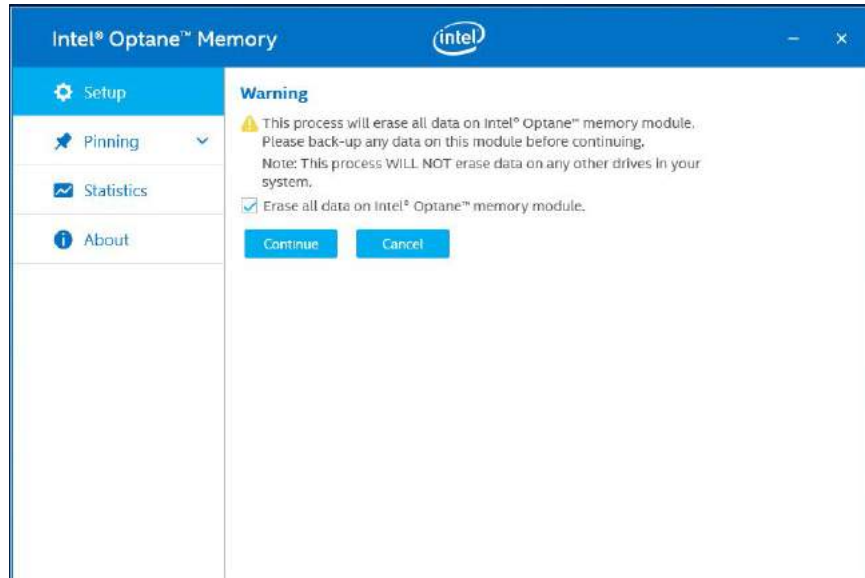 Intel® Optane™ Memory
intel
Setup
Pinning
Statistics
About
Warning
This process will erase all data on Intel® Optane™ memory module.
Please back-up any data on this module before continuing.
Note: This process WILL NOT erase data on any other drives in your
system.
Erase all data on Intel® Optane™ memory module.
Continue
Cancel